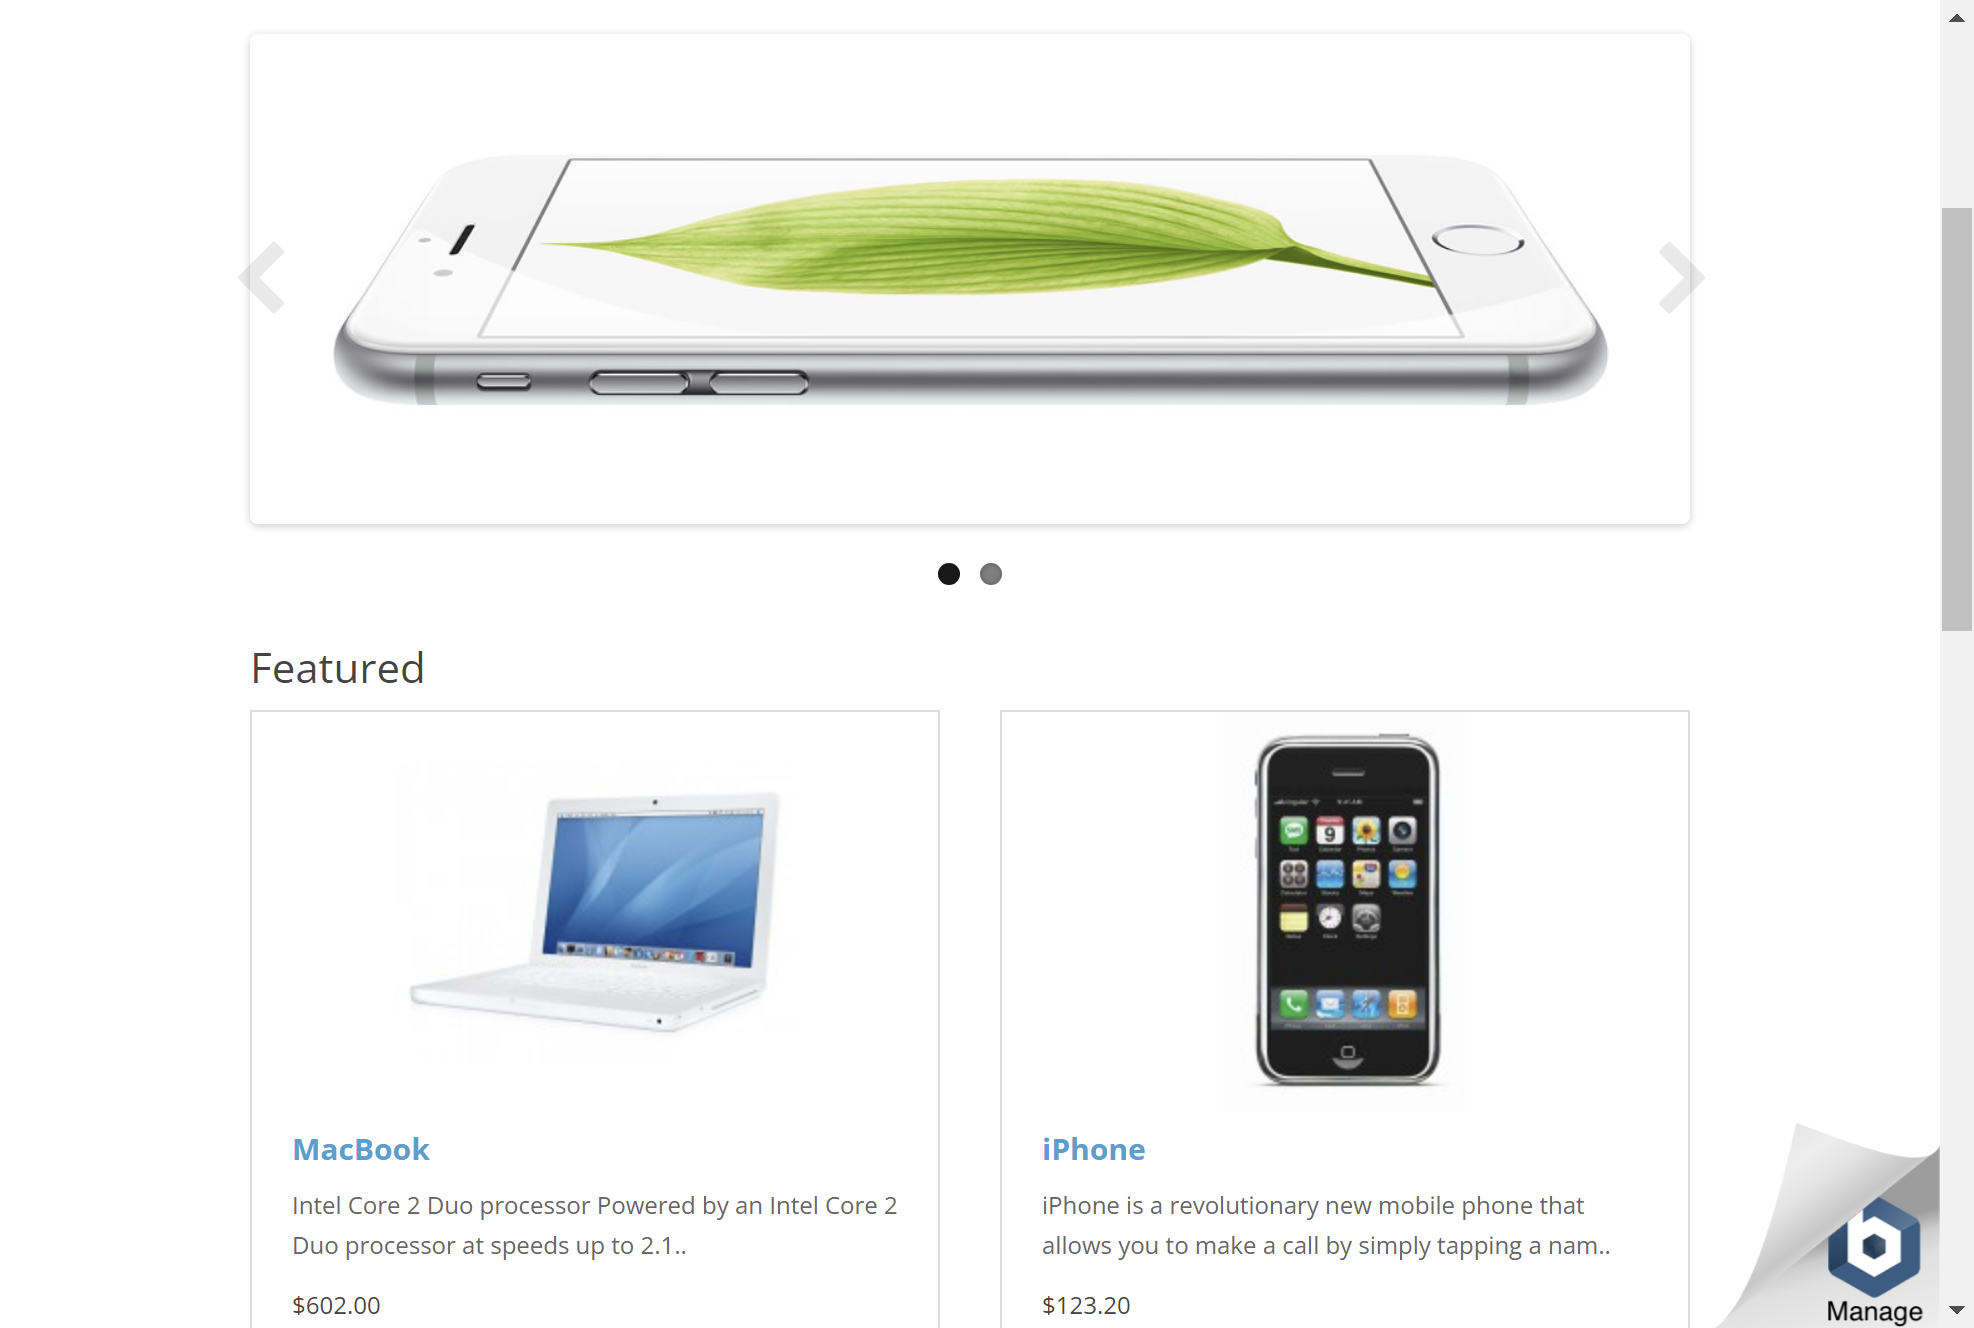 Featured
MacBook
Intel Core 2 Duo processor Powered by an Intel Core 2
Duo processor at speeds up to 2.1..
$602.00
iPhone
iPhone is a revolutionary new mobile phone that
allows you to make a call by simply tapping a nam..
$123.20
Manage